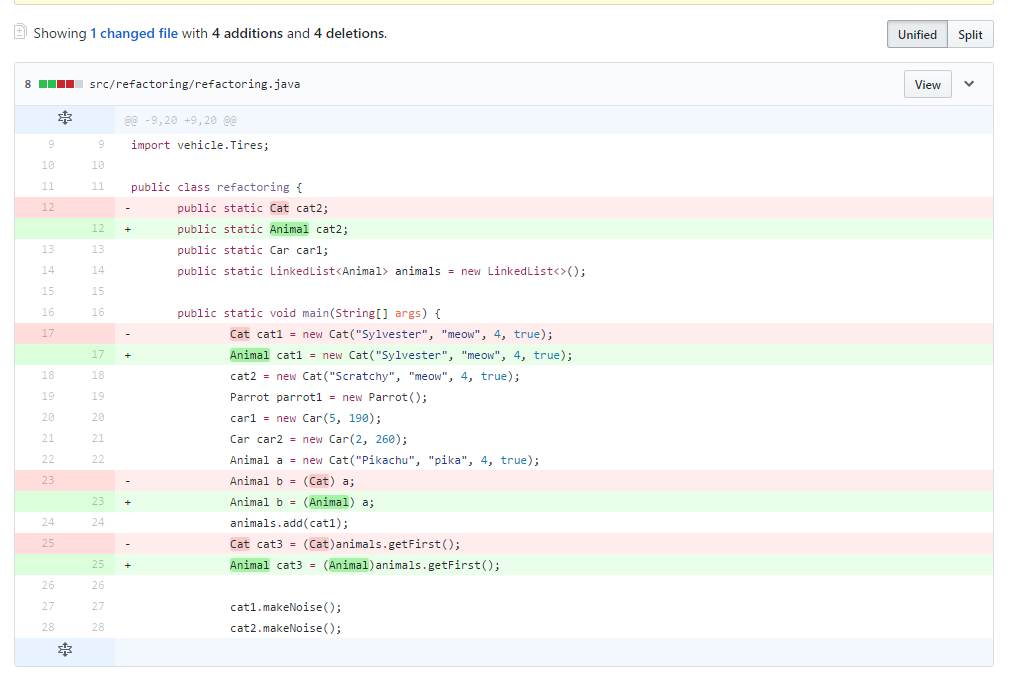 Showing 1 changed file with 4 additions and 4 deletions.
Unified Split
8 src/refactoring/refactoring.java View
@@ -9,20 +9,20 @@
9 9 import vehicle.Tires;
10 10
11 11 public class refactoring {
12 - public static Cat cat2;
12 + public static Animal cat2;
13 13 public static Car car1;
14 14 public static LinkedList<Animal> animals = new LinkedList<>();
15 15
16 16 public static void main(String[] args) {
17 - Cat cat1 = new Cat("Sylvester", "meow", 4, true);
17 + Animal cat1 = new Cat("Sylvester", "meow", 4, true);
18 18 cat2 = new Cat("Scratchy", "meow", 4, true);
19 19 Parrot parrot1 = new Parrot();
20 20 car1 = new Car(5, 190);
21 21 Car car2 = new Car(2, 260);
22 22 Animal a = new Cat("Pikachu", "pika", 4, true);
23 - Animal b = (Cat) a;
23 + Animal b = (Animal) a;
24 24 animals.add(cat1);
25 - Cat cat3 = (Cat)animals.getFirst();
25 + Animal cat3 = (Animal)animals.getFirst();
26 26
27 27 cat1.makeNoise();
28 28 cat2.makeNoise();